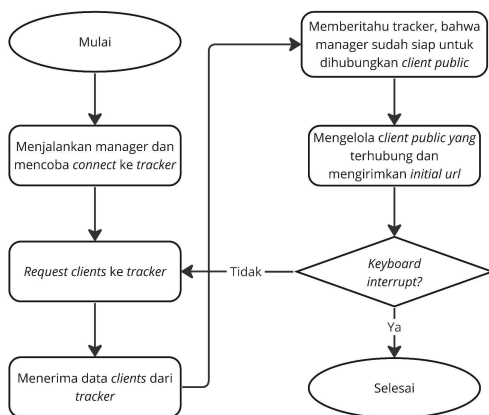 Mulai
Menjalankan manager dan
mencoba connect ke tracker
Request clients ke tracker
Menerima data clients dari
tracker
Memberitahu tracker, bahwa
manager sudah siap untuk
dihubungkan client public
Mengelola client public yang
terhubung dan
mengirimkan initial url
Keyboard
interrupt?
Tidak
Ya
Selesai